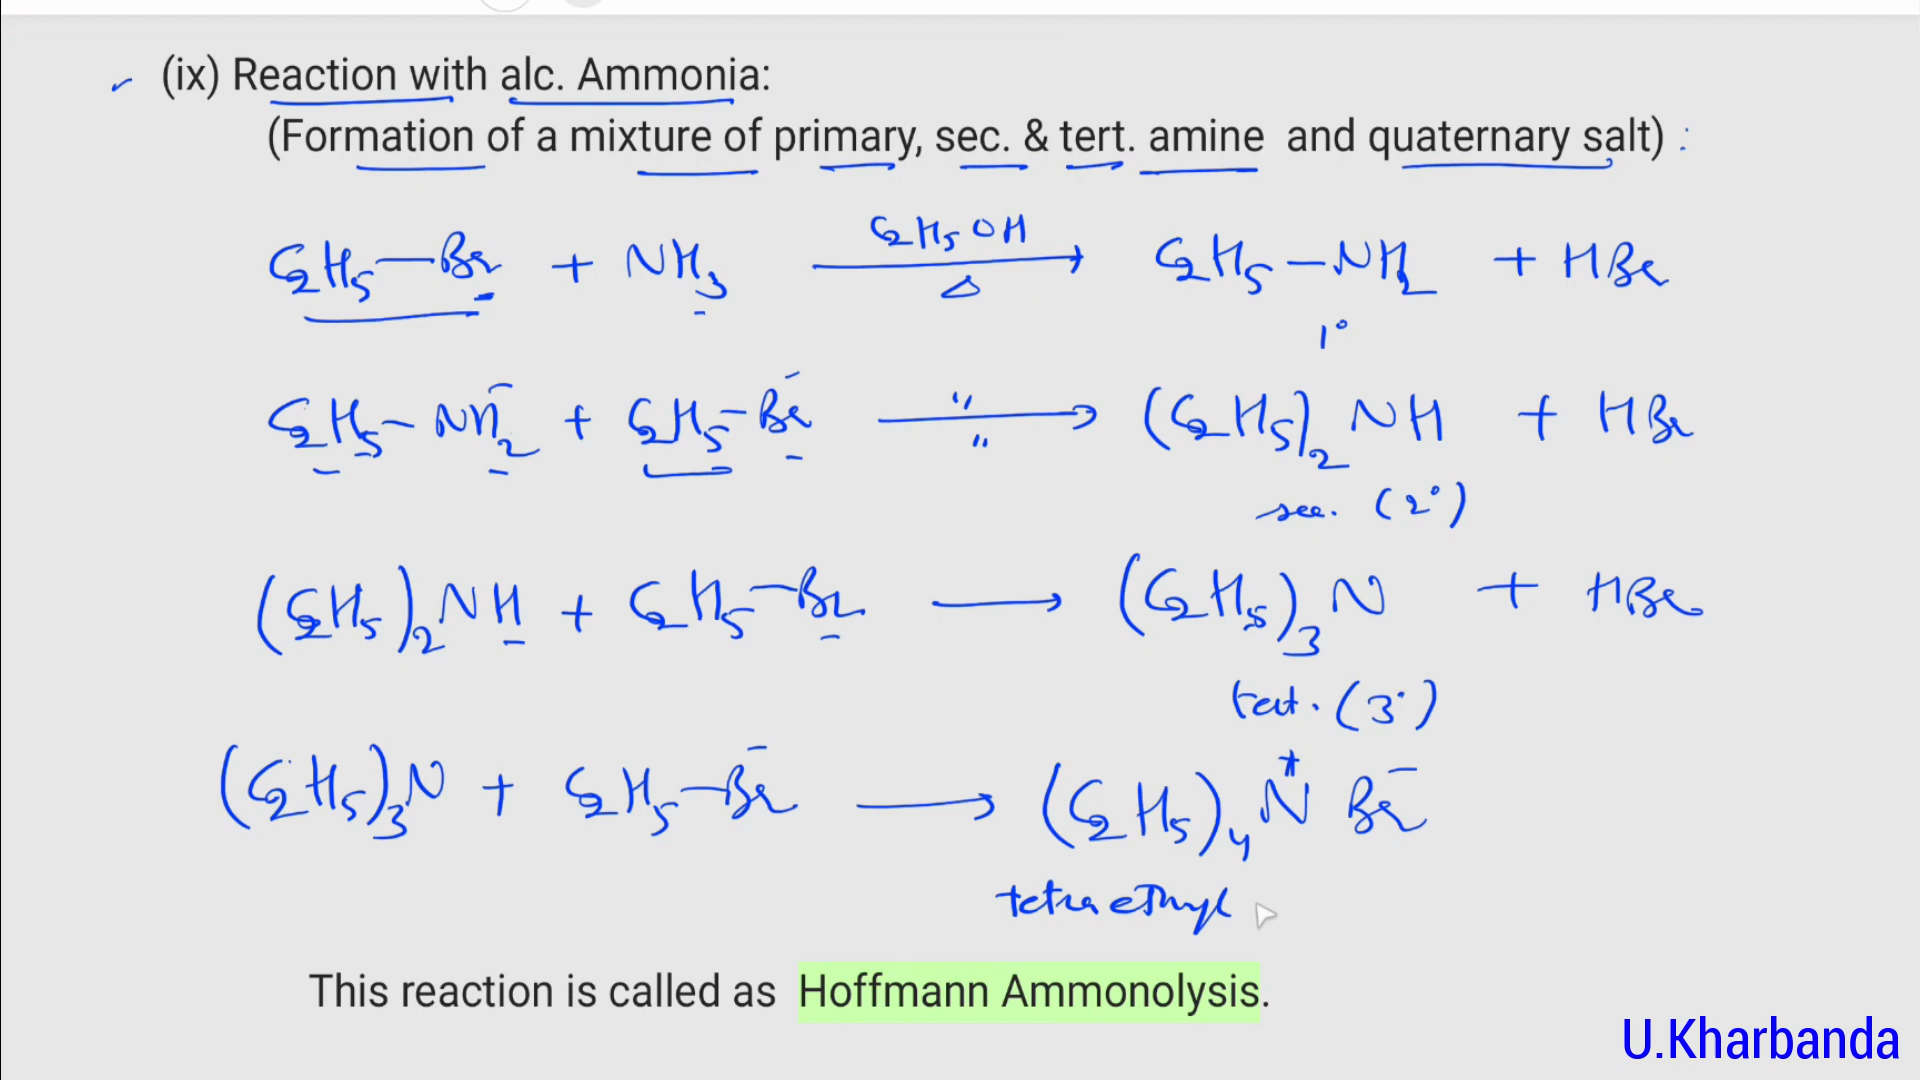 (ix) Reaction with alc. Ammonia:
(Formation of a mixture of primary, sec. & tert. amine and quaternary salt) :
C₂H₅—Br + NH₃ C₂H₅OH Δ → C₂H₅—NH₂ + HBr
1°
C₂H₅—NH₂ + C₂H₅—Br " " → (C₂H₅)₂NH + HBr
sec. (2°)
(C₂H₅)₂NH + C₂H₅—Br → (C₂H₅)₃N + HBr
tert. (3°)
(C₂H₅)₃N + C₂H₅—Br → (C₂H₅)₄N⁺ Br⁻
tetraethyl
This reaction is called as Hoffmann Ammonolysis.
U.Kharbanda